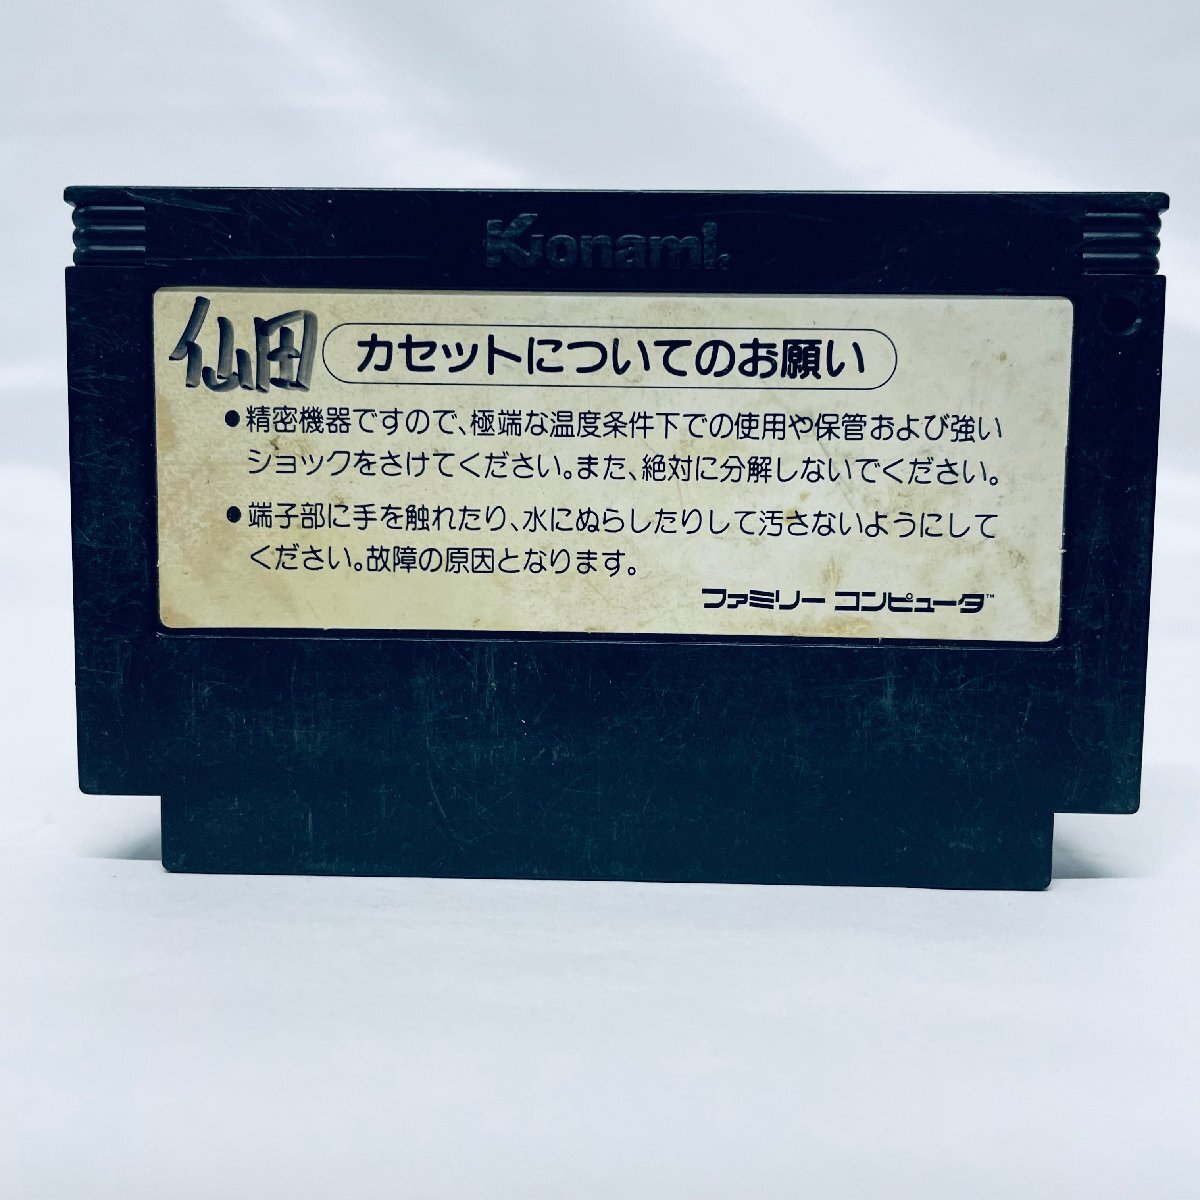 Konami
仙田
カセットについてのお願い
●精密機器ですので、極端な温度条件下での使用や保管および強い
ショックをさけてください。また、絶対に分解しないでください。
●端子部に手を触れたり、水にぬらしたりして汚さないようにして
ください。故障の原因となります。
ファミリー コンピュータ™